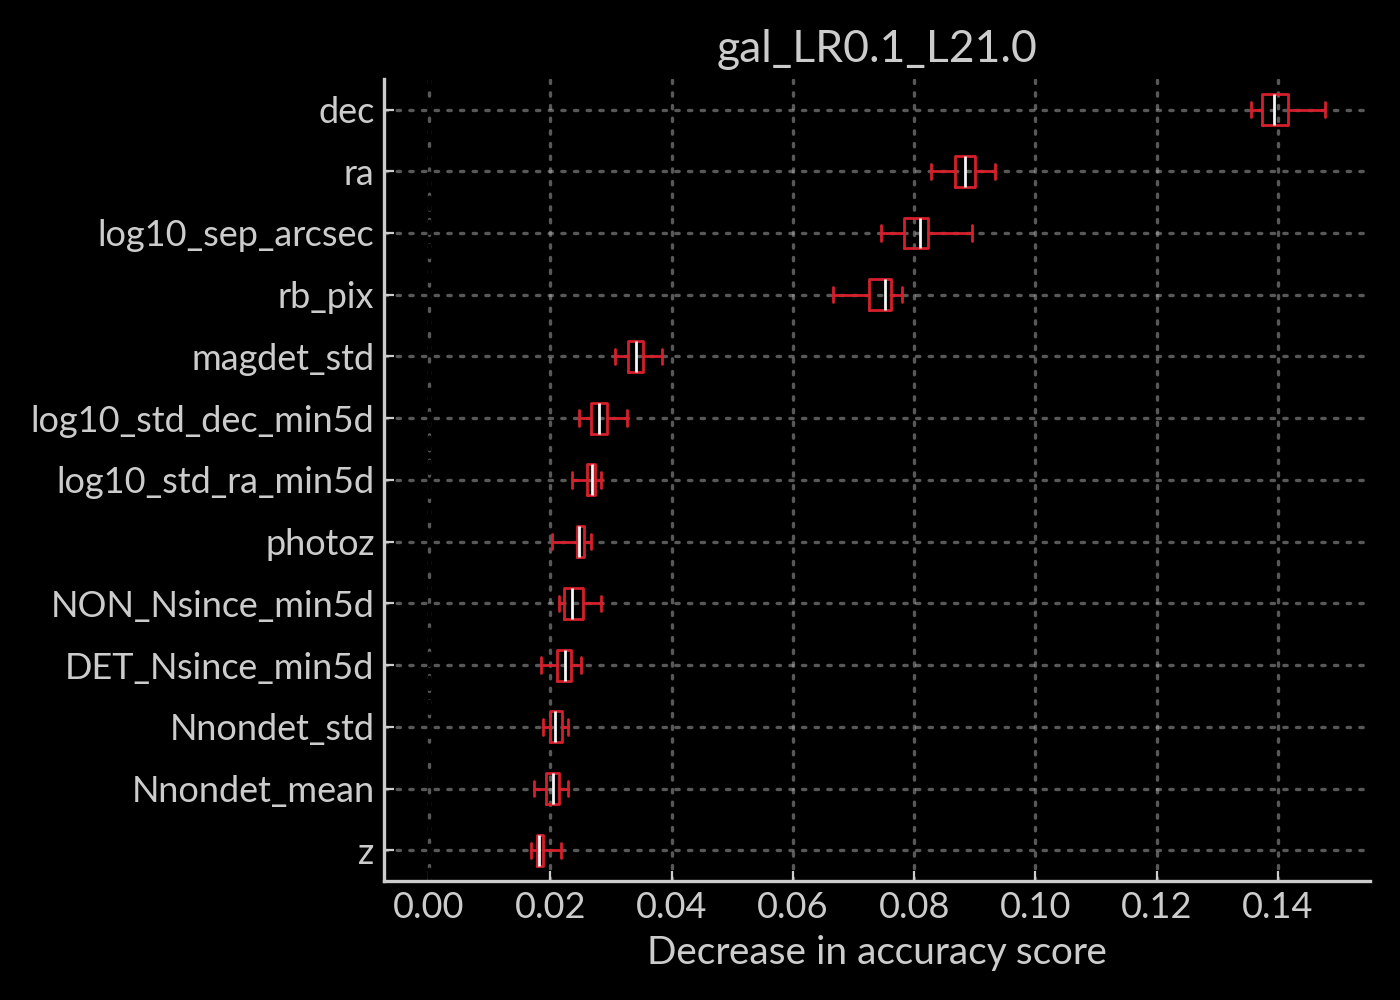 gal_LR0.1_L21.0
dec
ra
log10_sep_arcsec
rb_pix
magdet_std
log10_std_dec_min5d
log10_std_ra_min5d
photoz
NON_Nsince_min5d
DET_Nsince_min5d
Nnondet_std
Nnondet_mean
z
0.00 0.02 0.04 0.06 0.08 0.10 0.12 0.14
Decrease in accuracy score